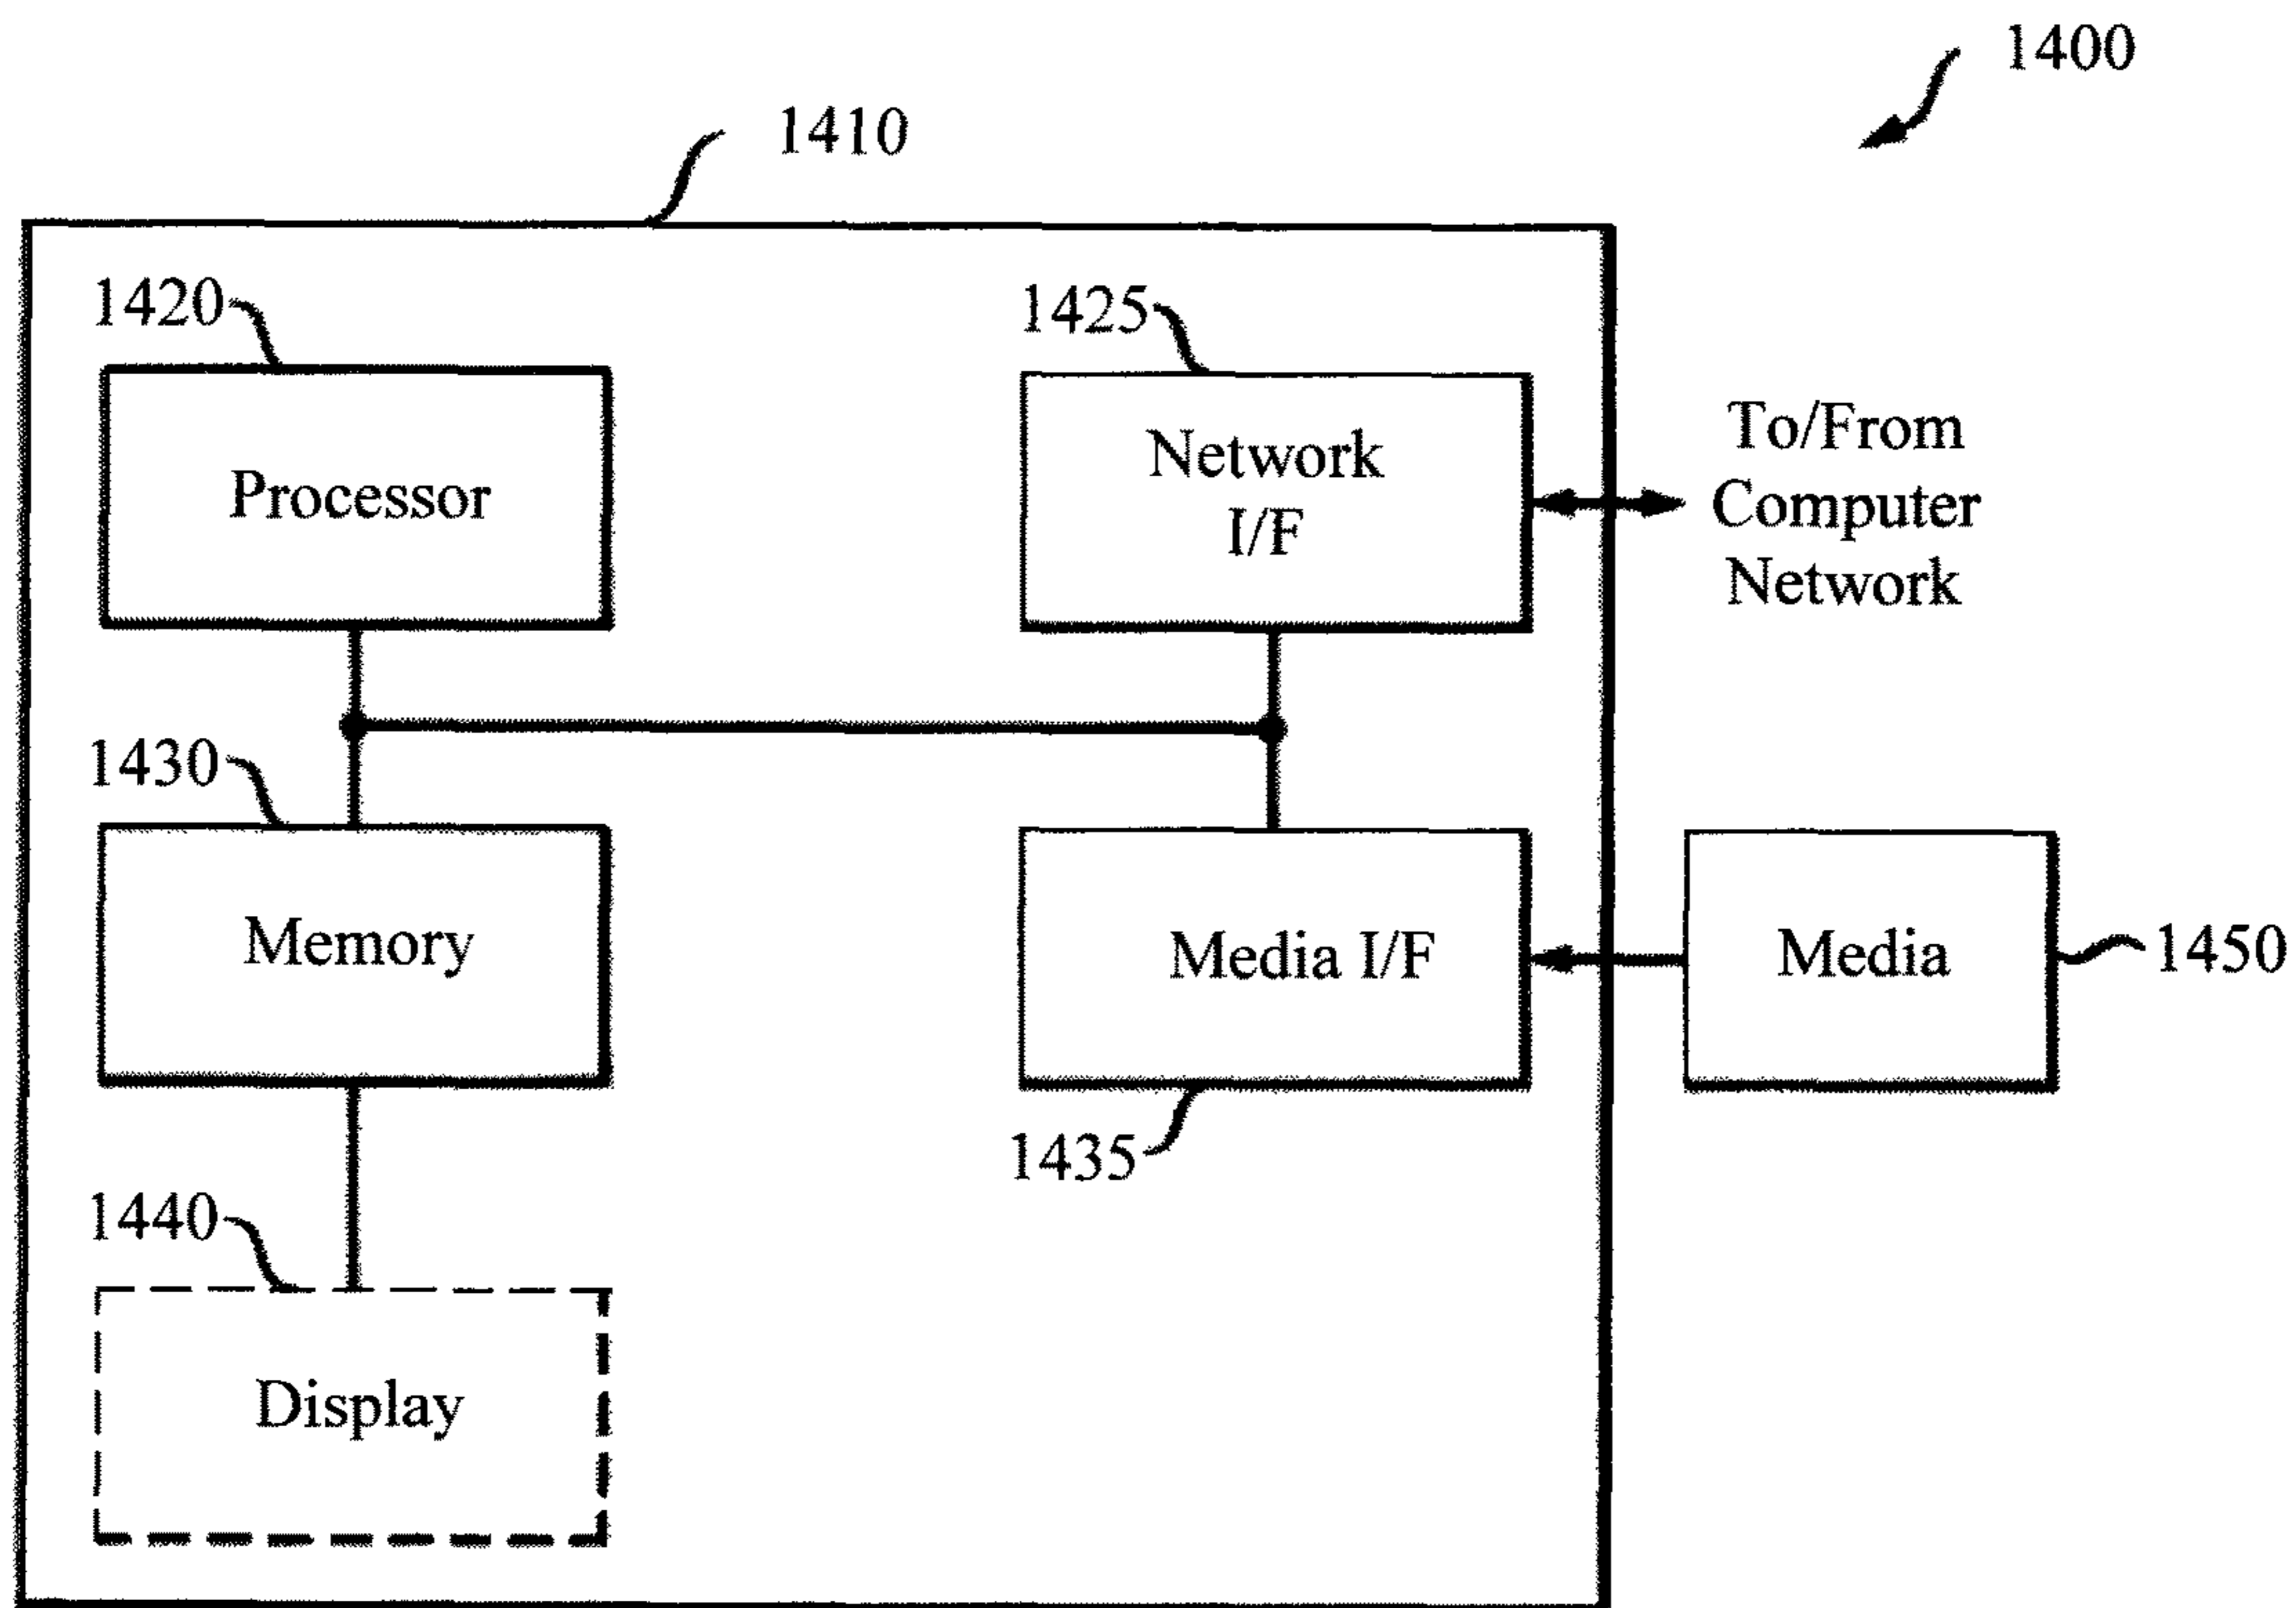 1400
1410
1420
1425
Processor
Network
I/F
To/From
Computer
Network
1430
Memory
Media I/F
Media
1450
1435
1440
Display